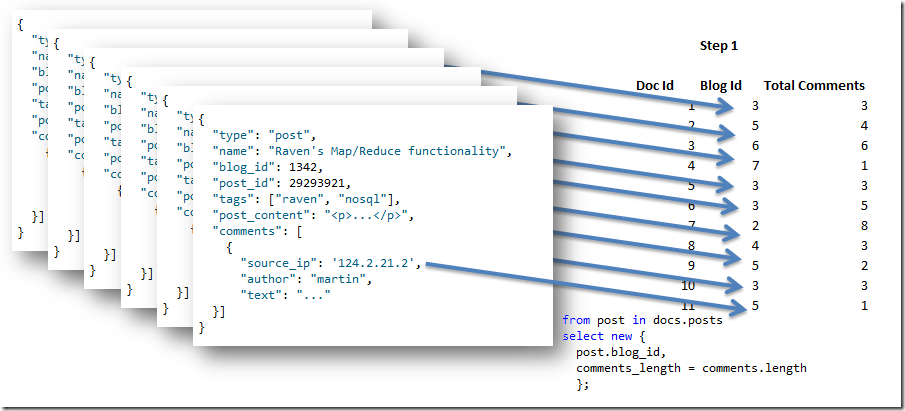 {
  "type": "post",
  "name": "Raven's Map/Reduce functionality",
  "blog_id": 1342,
  "post_id": 29293921,
  "tags": ["raven", "nosql"],
  "post_content": "<p>...</p>",
  "comments": [
    {
      "source_ip": '124.2.21.2',
      "author": "martin",
      "text": "..."
  }]
}
Step 1
Doc Id Blog Id Total Comments
1 3 3
2 5 4
3 6 6
4 7 1
5 3 3
6 3 5
7 2 8
8 4 3
9 5 2
10 3 3
11 5 1
from post in docs.posts
select new {
  post.blog_id,
  comments_length = comments.length
  };